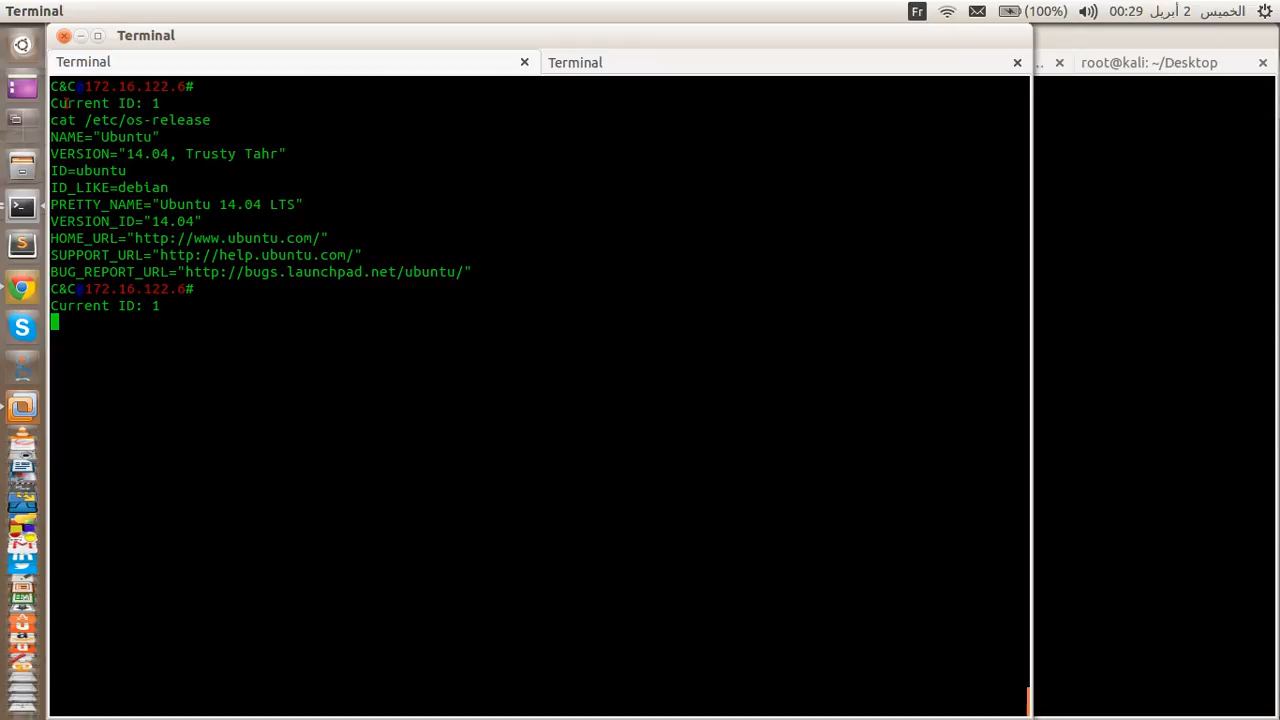 Terminal
Fr
(100%)
00:29 الخميس 2 أبريل
Terminal
Terminal
Terminal
..
root@kali: ~/Desktop
C&C@172.16.122.6#
Current ID: 1
cat /etc/os-release
NAME="Ubuntu"
VERSION="14.04, Trusty Tahr"
ID=ubuntu
ID_LIKE=debian
PRETTY_NAME="Ubuntu 14.04 LTS"
VERSION_ID="14.04"
HOME_URL="http://www.ubuntu.com/"
SUPPORT_URL="http://help.ubuntu.com/"
BUG_REPORT_URL="http://bugs.launchpad.net/ubuntu/"
C&C@172.16.122.6#
Current ID: 1